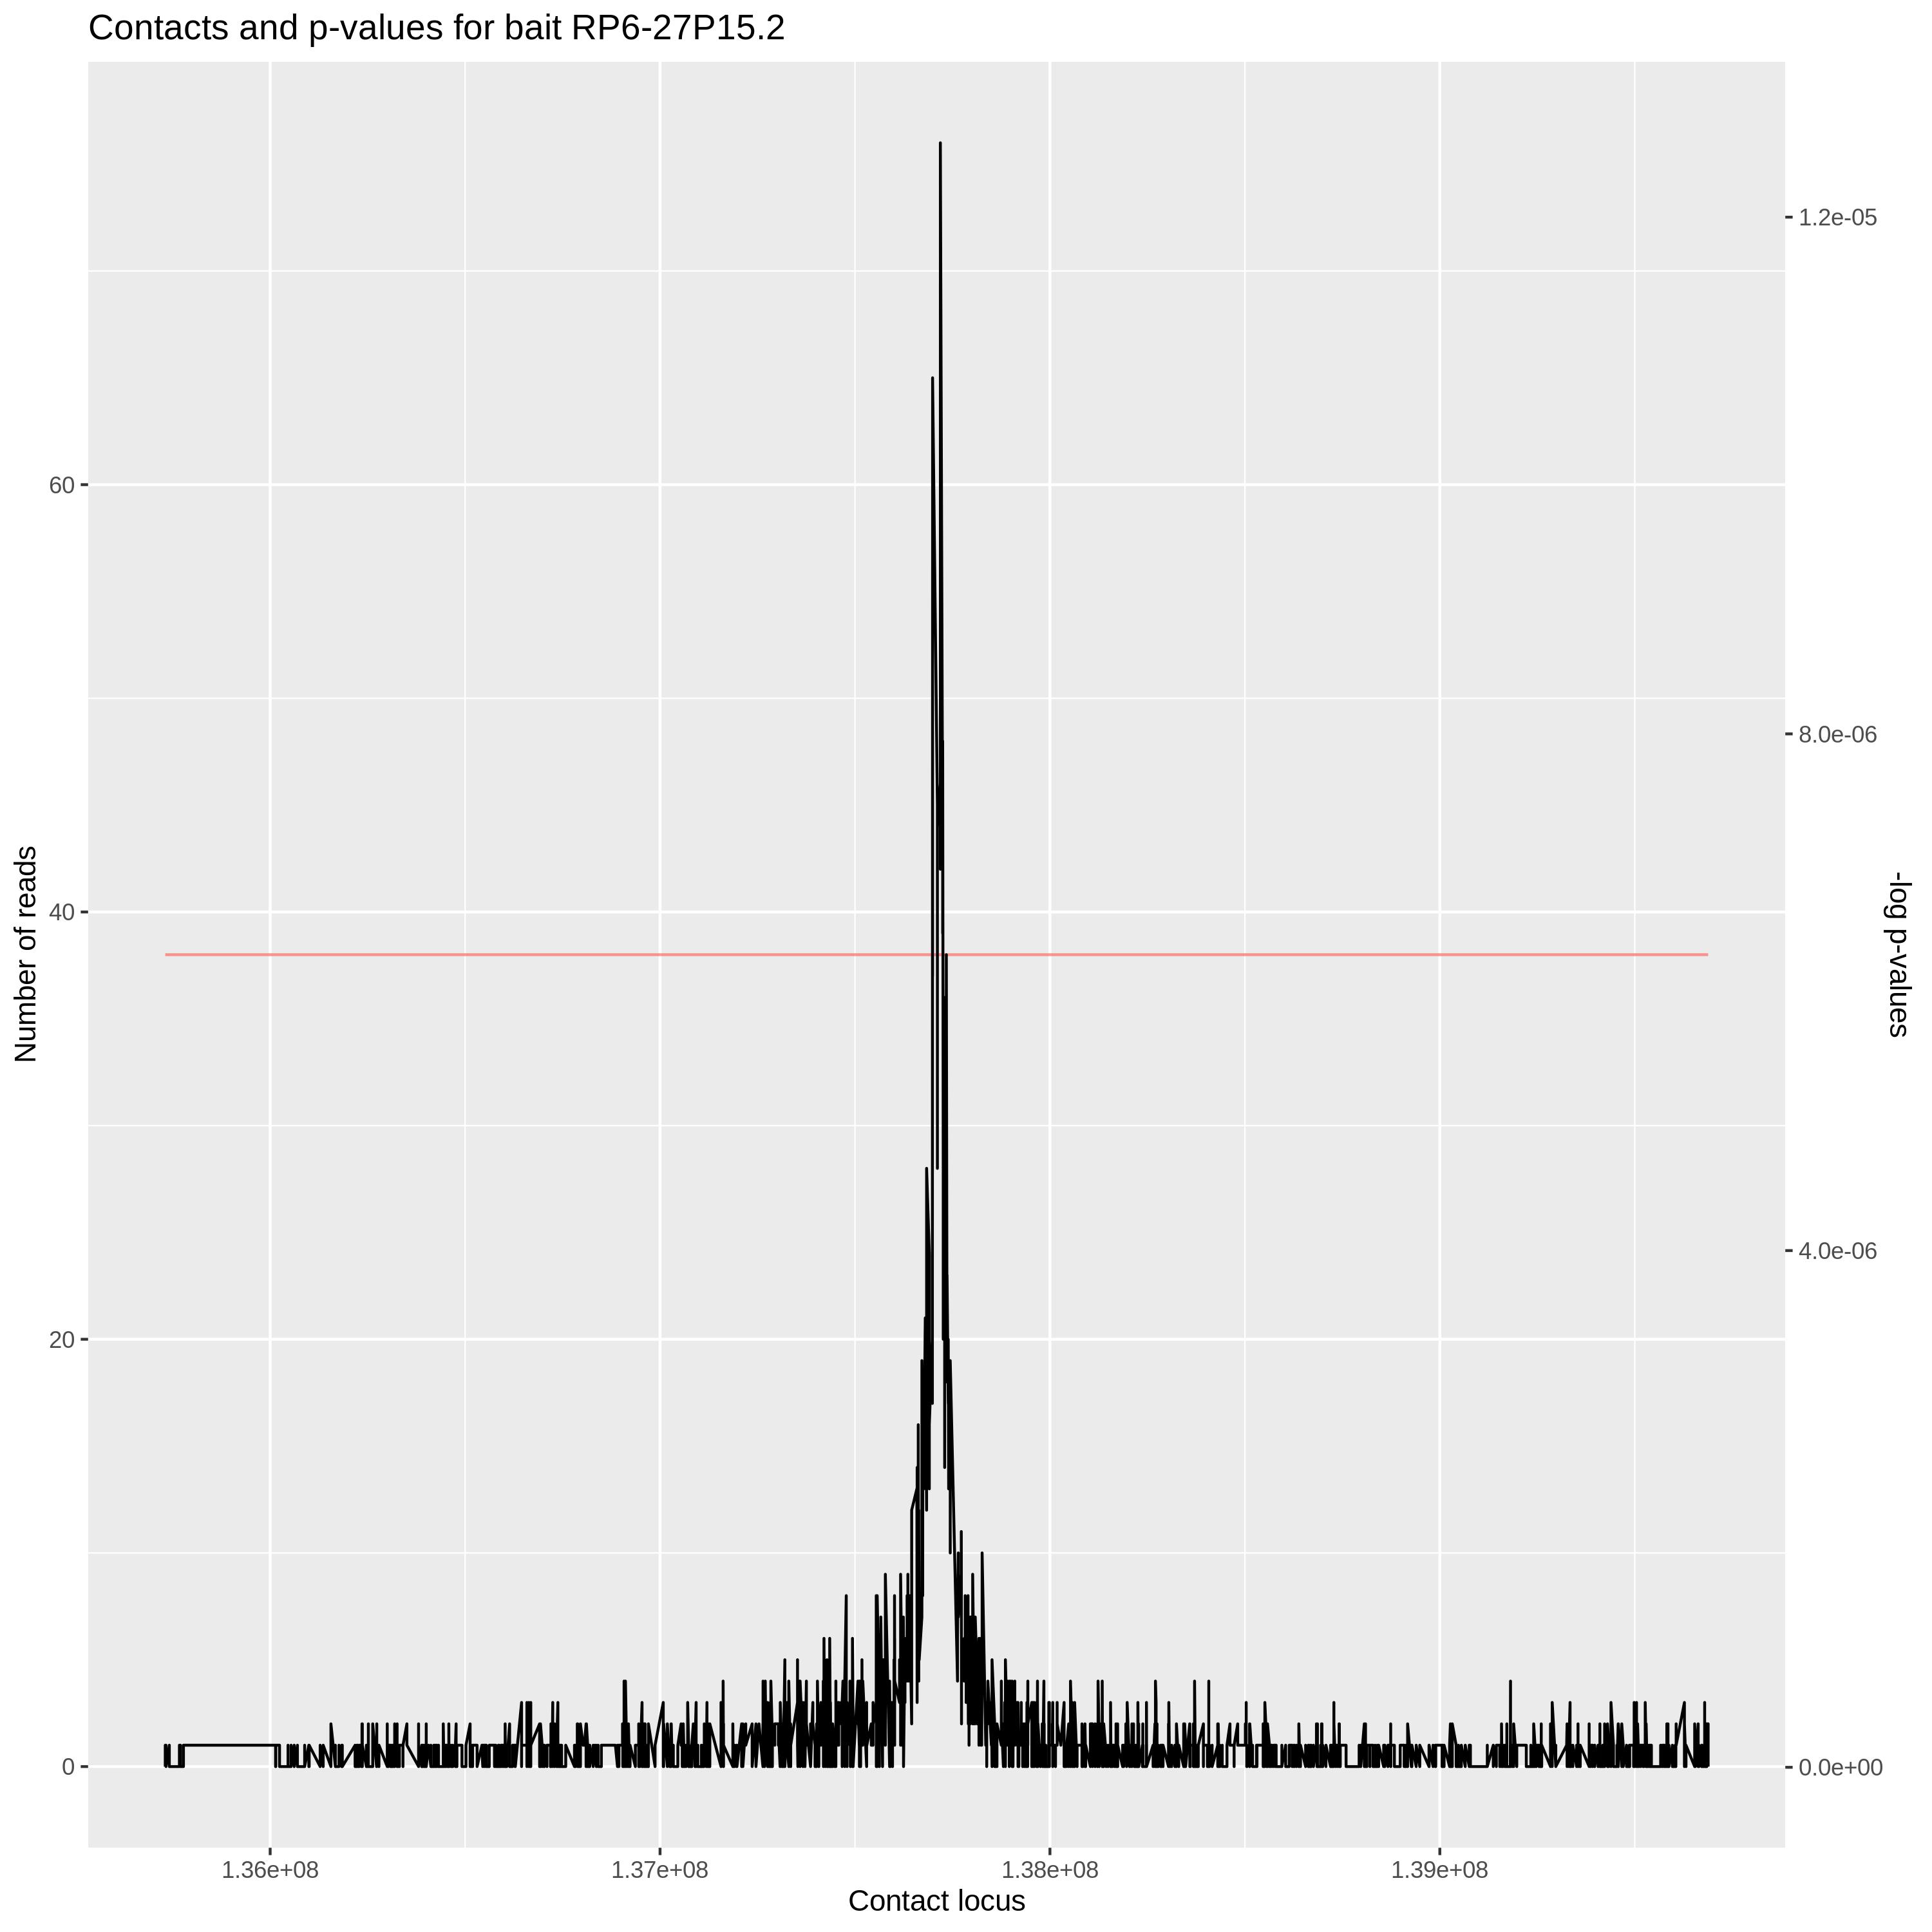 Contacts and p-values for bait RP6-27P15.2
1.2e-05
60
8.0e-06
Number of reads
-log p-values
40
4.0e-06
20
0
0.0e+00
1.36e+08
1.37e+08
1.38e+08
1.39e+08
Contact locus